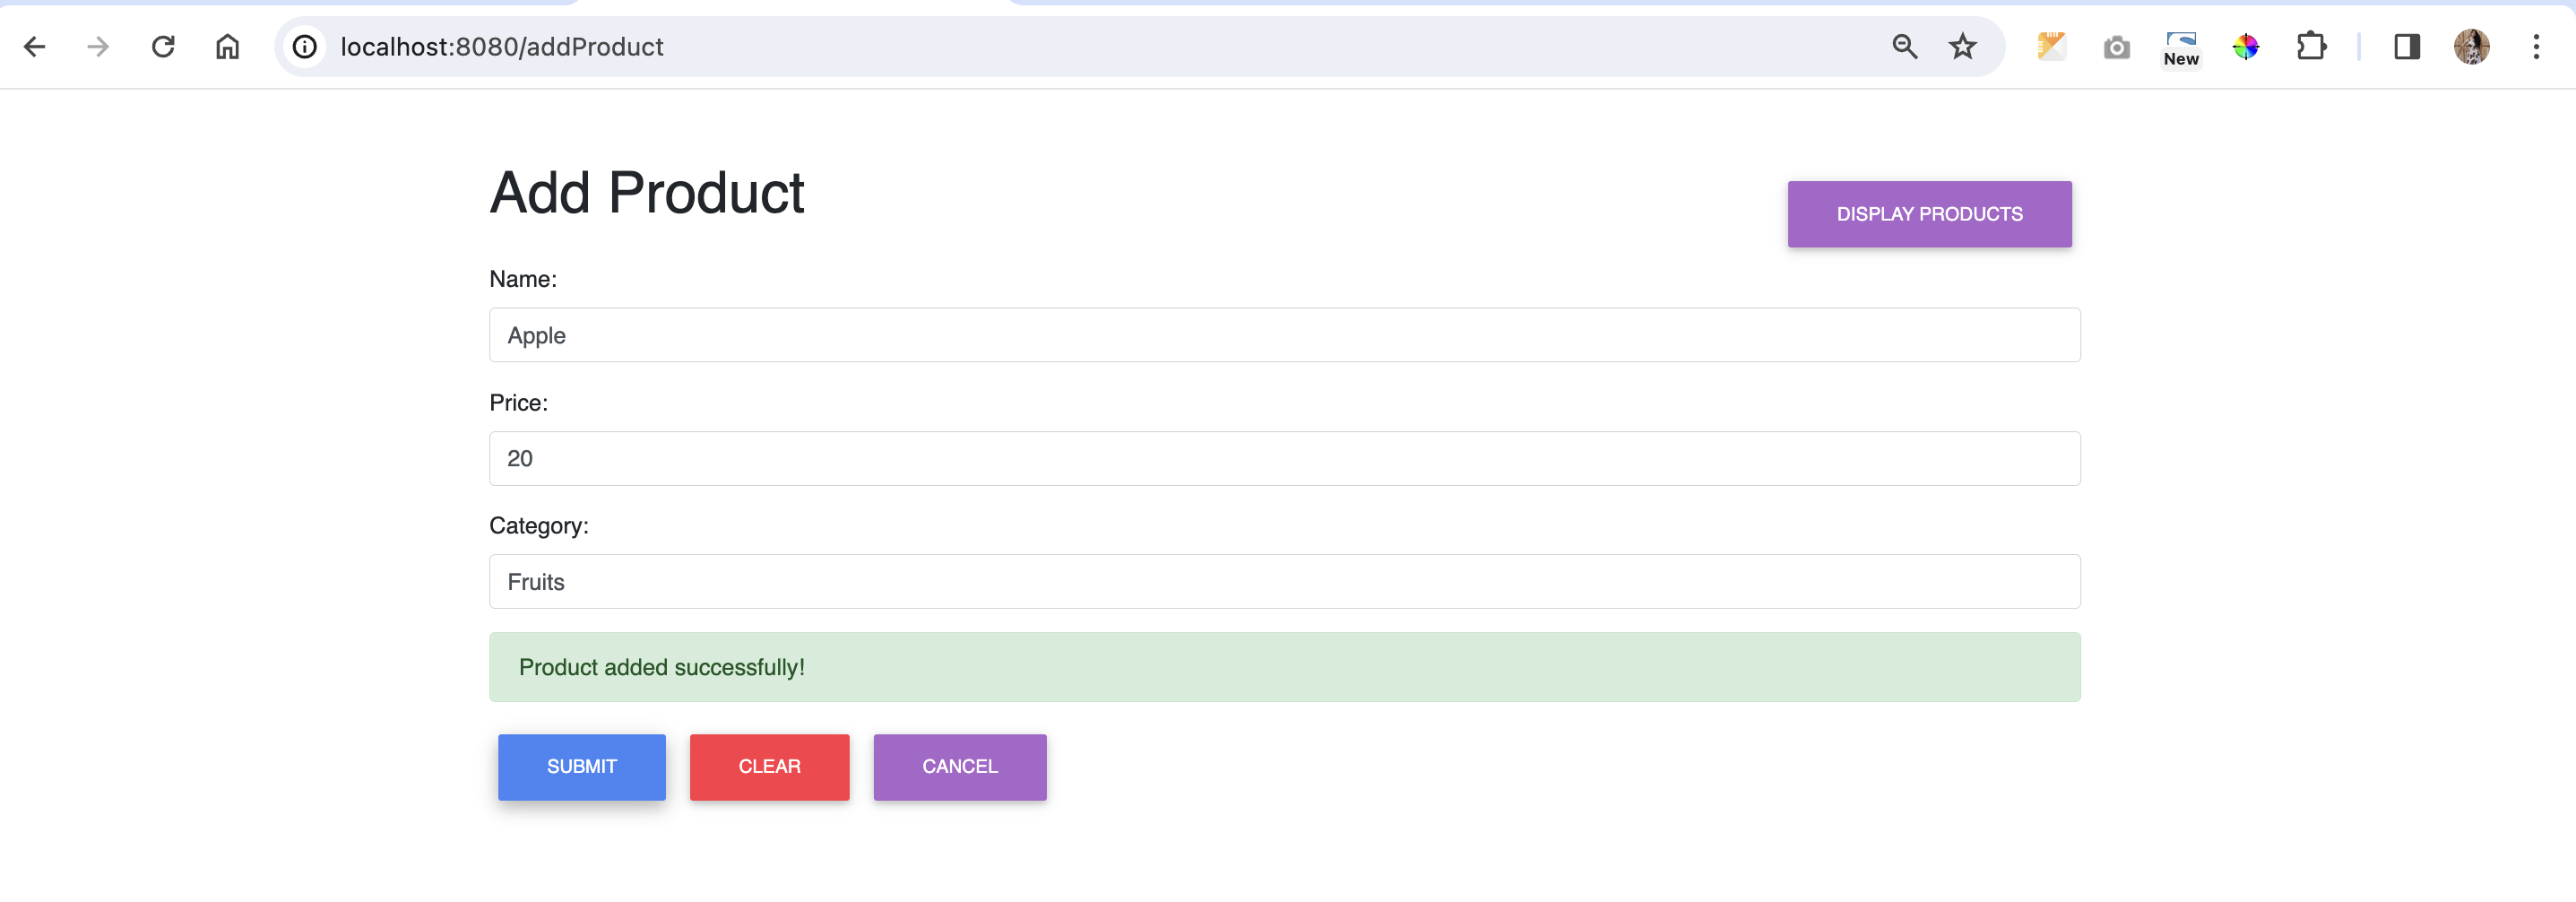 localhost:8080/addProduct
New
Add Product
DISPLAY PRODUCTS
Name:
Apple
Price:
20
Category:
Fruits
Product added successfully!
SUBMIT CLEAR CANCEL